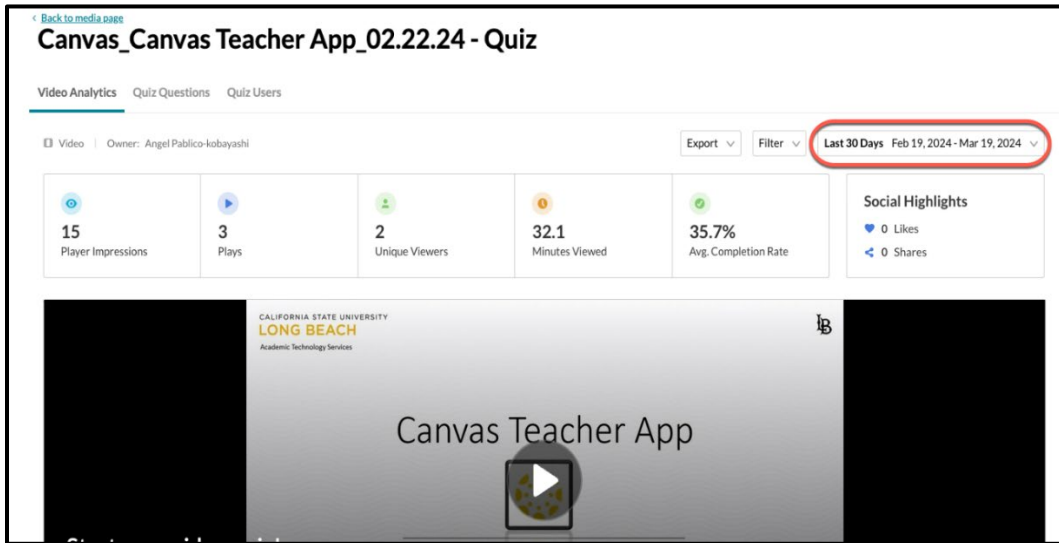 < Back to media page
Canvas_Canvas Teacher App_02.22.24 - Quiz
Video Analytics Quiz Questions Quiz Users
Video | Owner: Angel Pablico-kobayashi
Export Filter Last 30 Days Feb 19, 2024 - Mar 19, 2024
15
Player Impressions
3
Plays
2
Unique Viewers
32.1
Minutes Viewed
35.7%
Avg. Completion Rate
Social Highlights
0 Likes
0 Shares
CALIFORNIA STATE UNIVERSITY
LONG BEACH
Academic Technology Services
LB
Canvas Teacher App